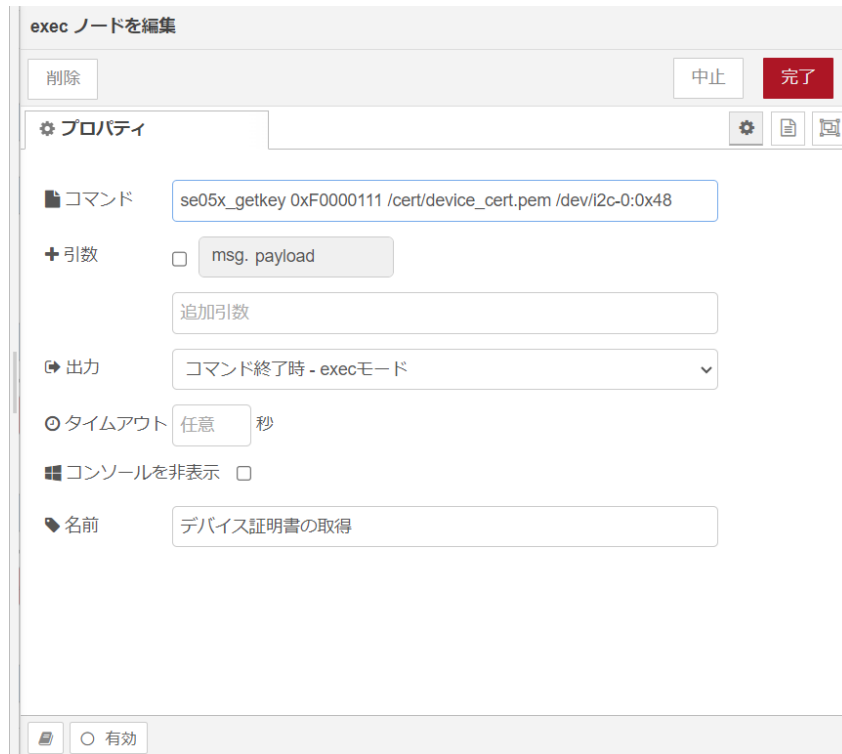 exec ノードを編集
削除
中止
完了
プロパティ
コマンド
se05x_getkey 0xF0000111 /cert/device_cert.pem /dev/i2c-0:0x48
引数
msg. payload
追加引数
出力
コマンド終了時 - execモード
タイムアウト
任意
秒
コンソールを非表示
名前
デバイス証明書の取得
有効